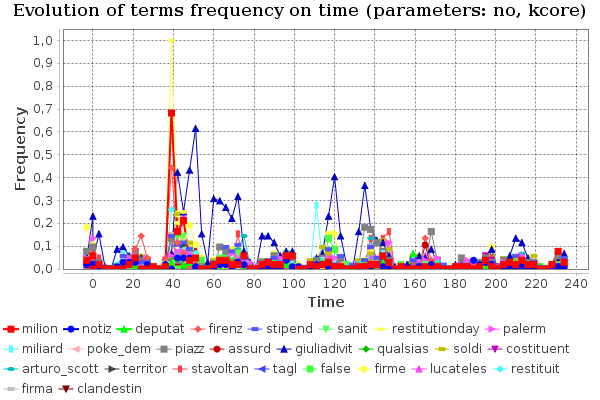 Evolution of terms frequency on time (parameters: no, kcore)
1,0
0,9
0,8
0,7
0,6
0,5
0,4
0,3
0,2
0,1
0,0
Frequency
0 20 40 60 80 100 120 140 160 180 200 220 240
Time
milion notiz deputat firenz stipend sanit restitutionday palerm
miliard poke_dem piazz assurd giuliadivit qualsias soldi costituent
arturo_scott territor stavoltan tagl false firme lucateles restituit
firma clandestin